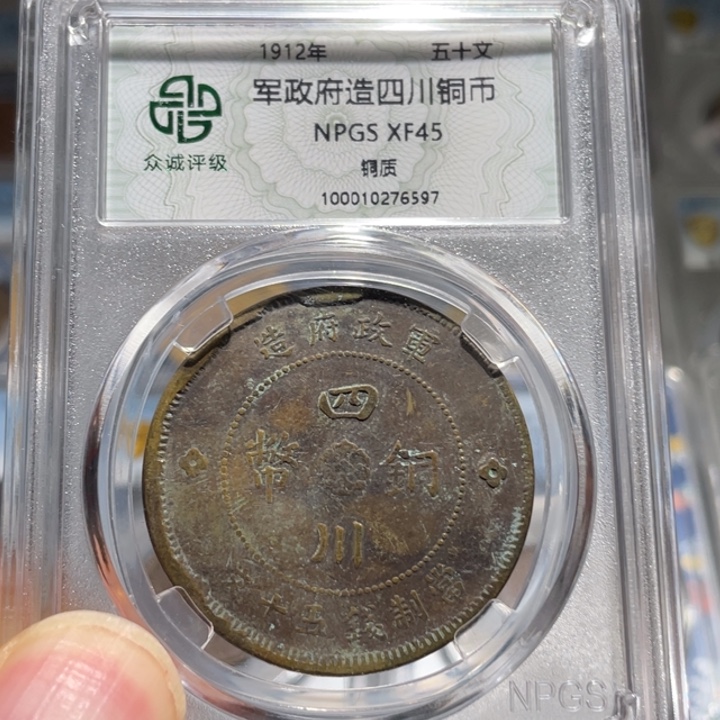 1912年 五十文
军政府造四川铜币
NPGS XF45
铜质
100010276597
众诚评级
造府政軍
四
幣 銅
川
當制錢五十文
NPGS